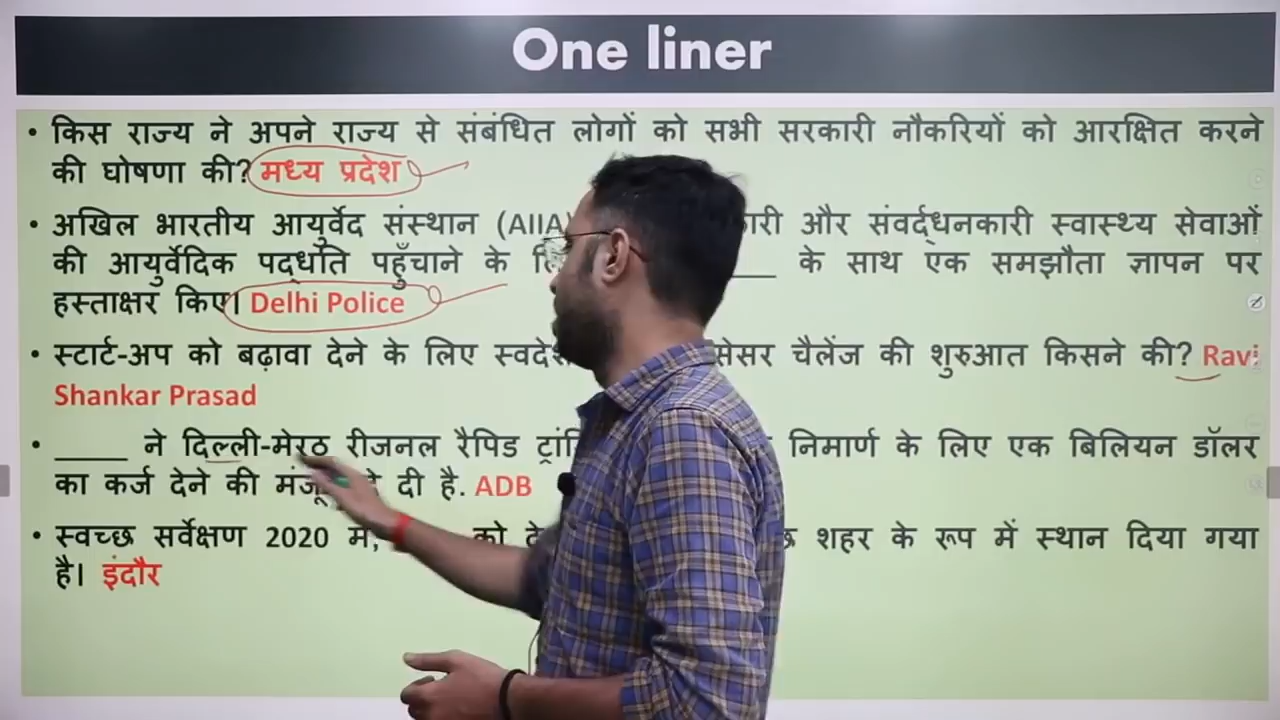 One liner
• किस राज्य ने अपने राज्य से संबंधित लोगों को सभी सरकारी नौकरियों को आरक्षित करने
की घोषणा की? मध्य प्रदेश
• अखिल भारतीय आयुर्वेद संस्थान (AIIA) और संवर्द्धनकारी स्वास्थ्य सेवाओं
की आयुर्वेदिक पद्धति पहुँचाने के ____ के साथ एक समझौता ज्ञापन पर
हस्ताक्षर किए। Delhi Police
• स्टार्ट-अप को बढ़ावा देने के लिए चैलेंज की शुरुआत किसने की? Ravi
Shankar Prasad
• _____ ने दिल्ली-मेरठ रीजनल रैपिड निमार्ण के लिए एक बिलियन डॉलर
का कर्ज देने की दी है. ADB
• स्वच्छ सर्वेक्षण 2020 में, को शहर के रूप में स्थान दिया गया
है। इंदौर